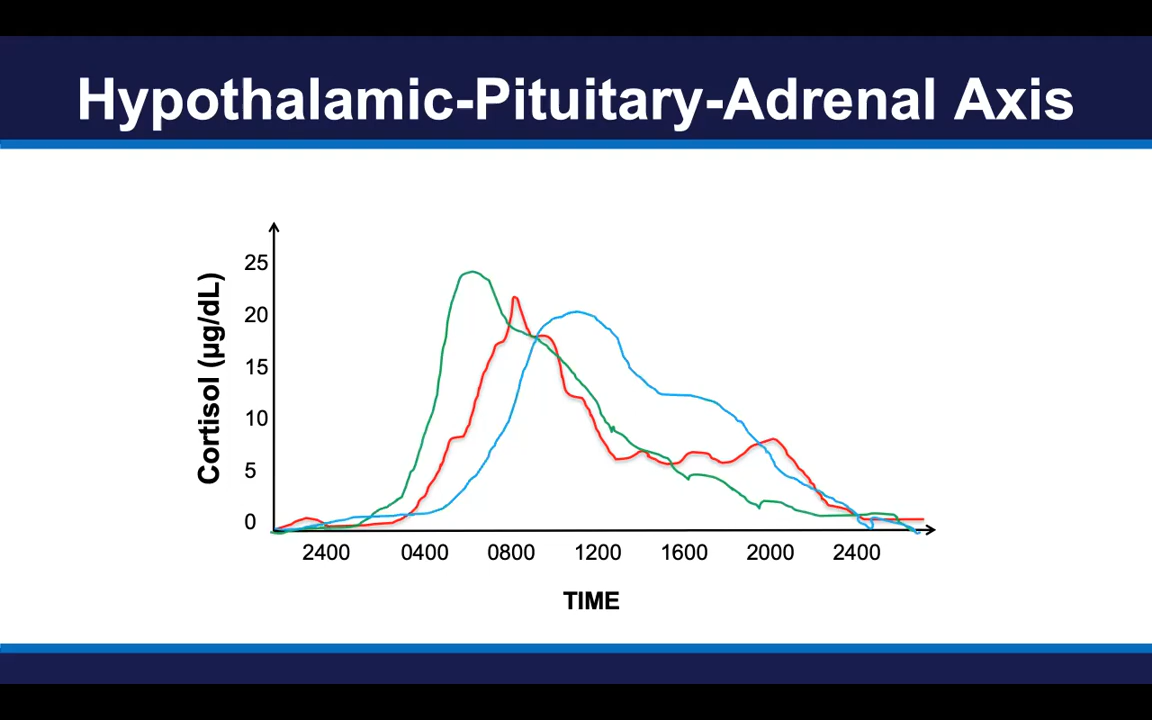 Hypothalamic-Pituitary-Adrenal Axis
Cortisol (µg/dL)
25
20
15
10
5
0
2400 0400 0800 1200 1600 2000 2400
TIME